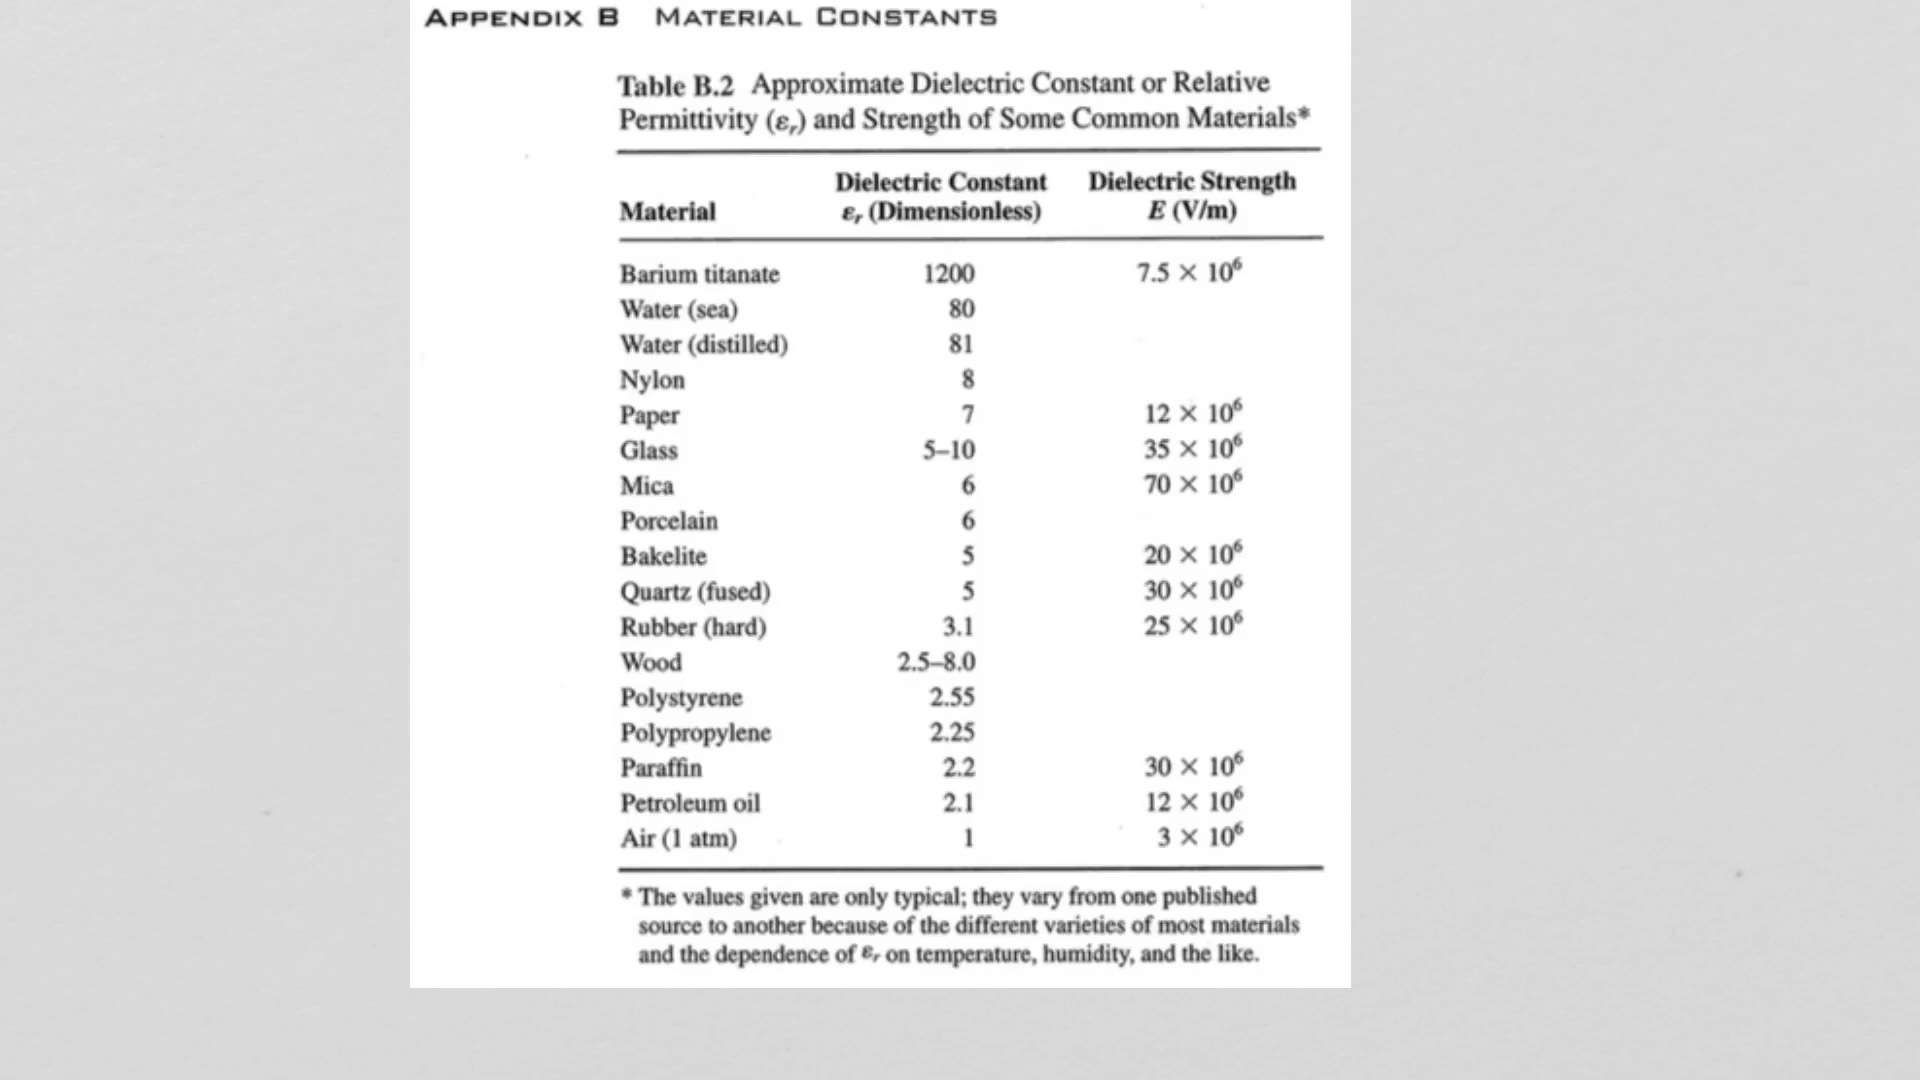 APPENDIX B MATERIAL CONSTANTS
Table B.2 Approximate Dielectric Constant or Relative
Permittivity (εr) and Strength of Some Common Materials*
Dielectric Constant Dielectric Strength
Material εr (Dimensionless) E (V/m)
Barium titanate 1200 7.5 × 10⁶
Water (sea) 80
Water (distilled) 81
Nylon 8
Paper 7 12 × 10⁶
Glass 5–10 35 × 10⁶
Mica 6 70 × 10⁶
Porcelain 6
Bakelite 5 20 × 10⁶
Quartz (fused) 5 30 × 10⁶
Rubber (hard) 3.1 25 × 10⁶
Wood 2.5–8.0
Polystyrene 2.55
Polypropylene 2.25
Paraffin 2.2 30 × 10⁶
Petroleum oil 2.1 12 × 10⁶
Air (1 atm) 1 3 × 10⁶
* The values given are only typical; they vary from one published
source to another because of the different varieties of most materials
and the dependence of εr on temperature, humidity, and the like.